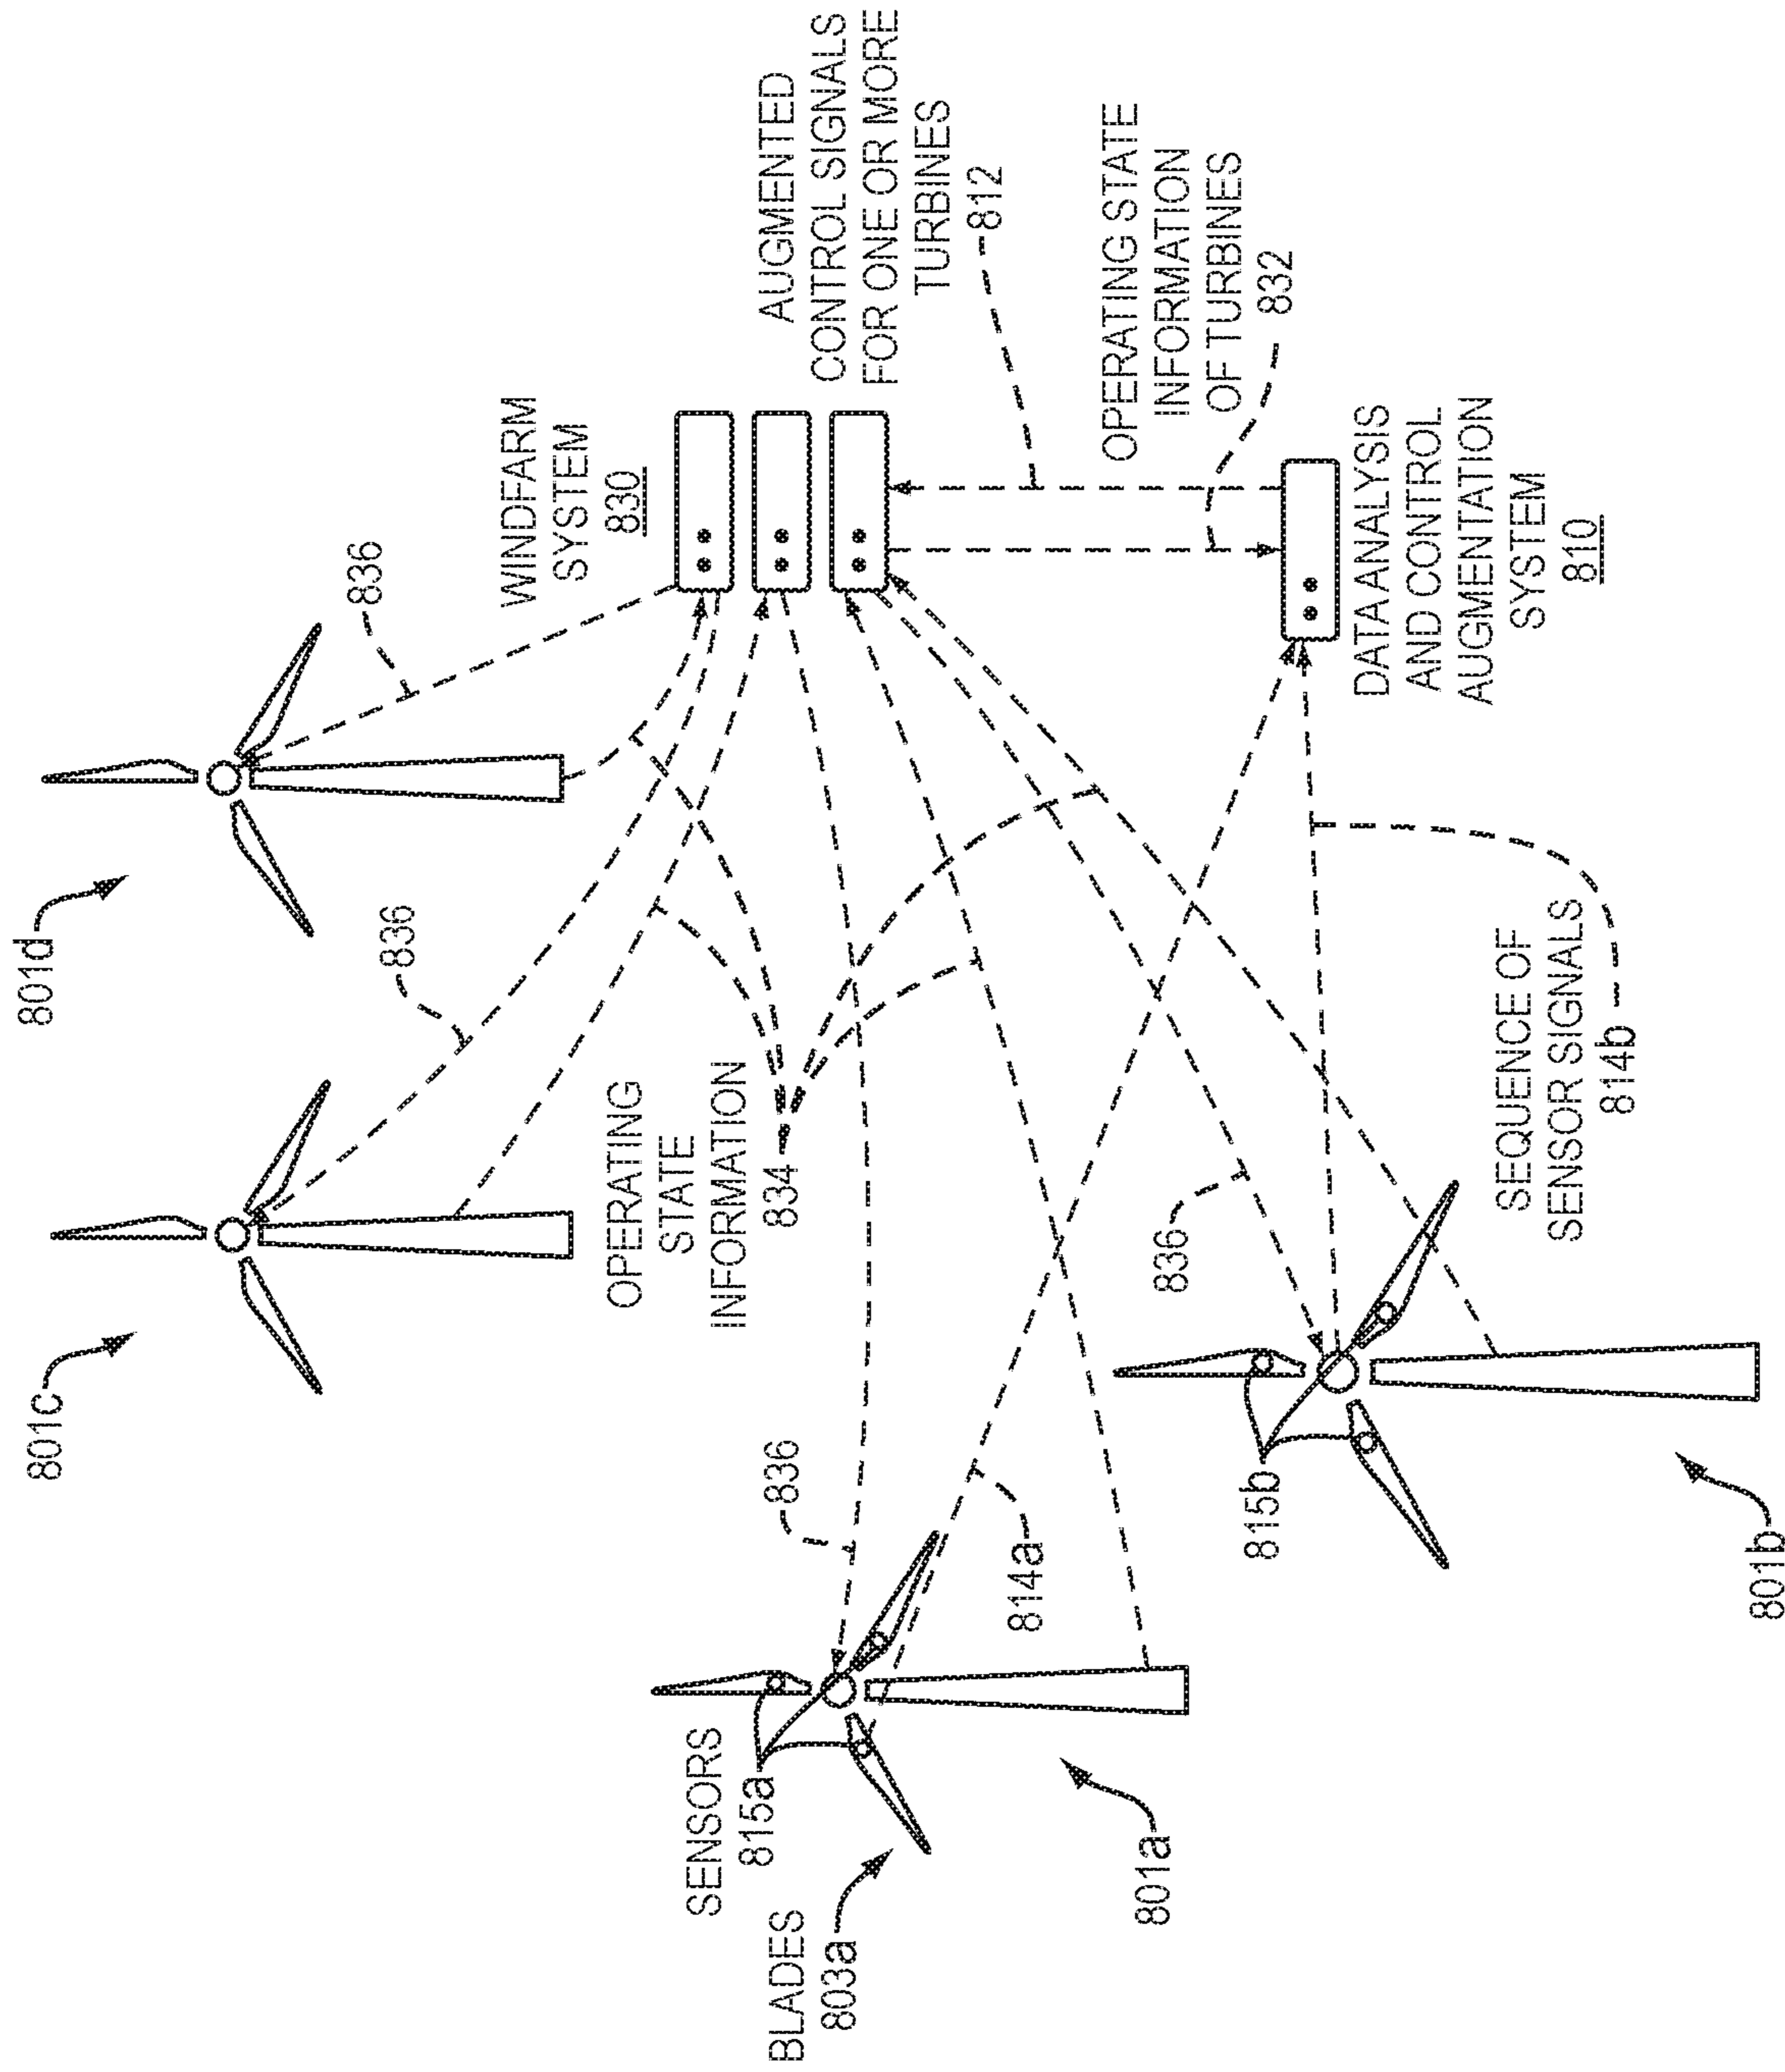 801d
836
801c
836
WINDFARM
SYSTEM
830
AUGMENTED
CONTROL SIGNALS
FOR ONE OR MORE
TURBINES
812
OPERATING STATE
INFORMATION
OF TURBINES
832
OPERATING
STATE
INFORMATION
834
836
SENSORS
815a
BLADES
803a
814a
801a
836
815b
801b
SEQUENCE OF
SENSOR SIGNALS
814b
DATA ANALYSIS
AND CONTROL
AUGMENTATION
SYSTEM
810